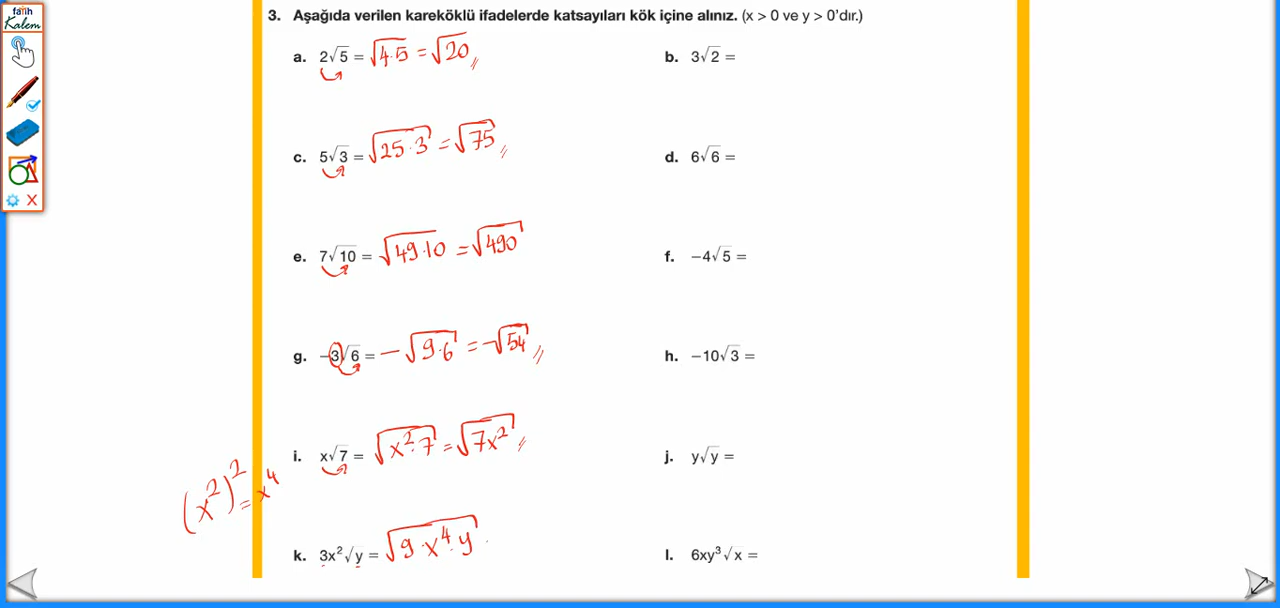 fatih
Kalem
3. Aşağıda verilen kareköklü ifadelerde katsayıları kök içine alınız. (x > 0 ve y > 0'dır.)
a. 2√5 = √4·5 = √20 //
b. 3√2 =
c. 5√3 = √25·3 = √75 //
d. 6√6 =
e. 7√10 = √49·10 = √490
f. −4√5 =
g. −3√6 = −√9·6 = −√54 //
h. −10√3 =
i. x√7 = √x²·7 = √7x² //
j. y√y =
(x²)² = x⁴
k. 3x²√y = √9·x⁴·y
l. 6xy³√x =